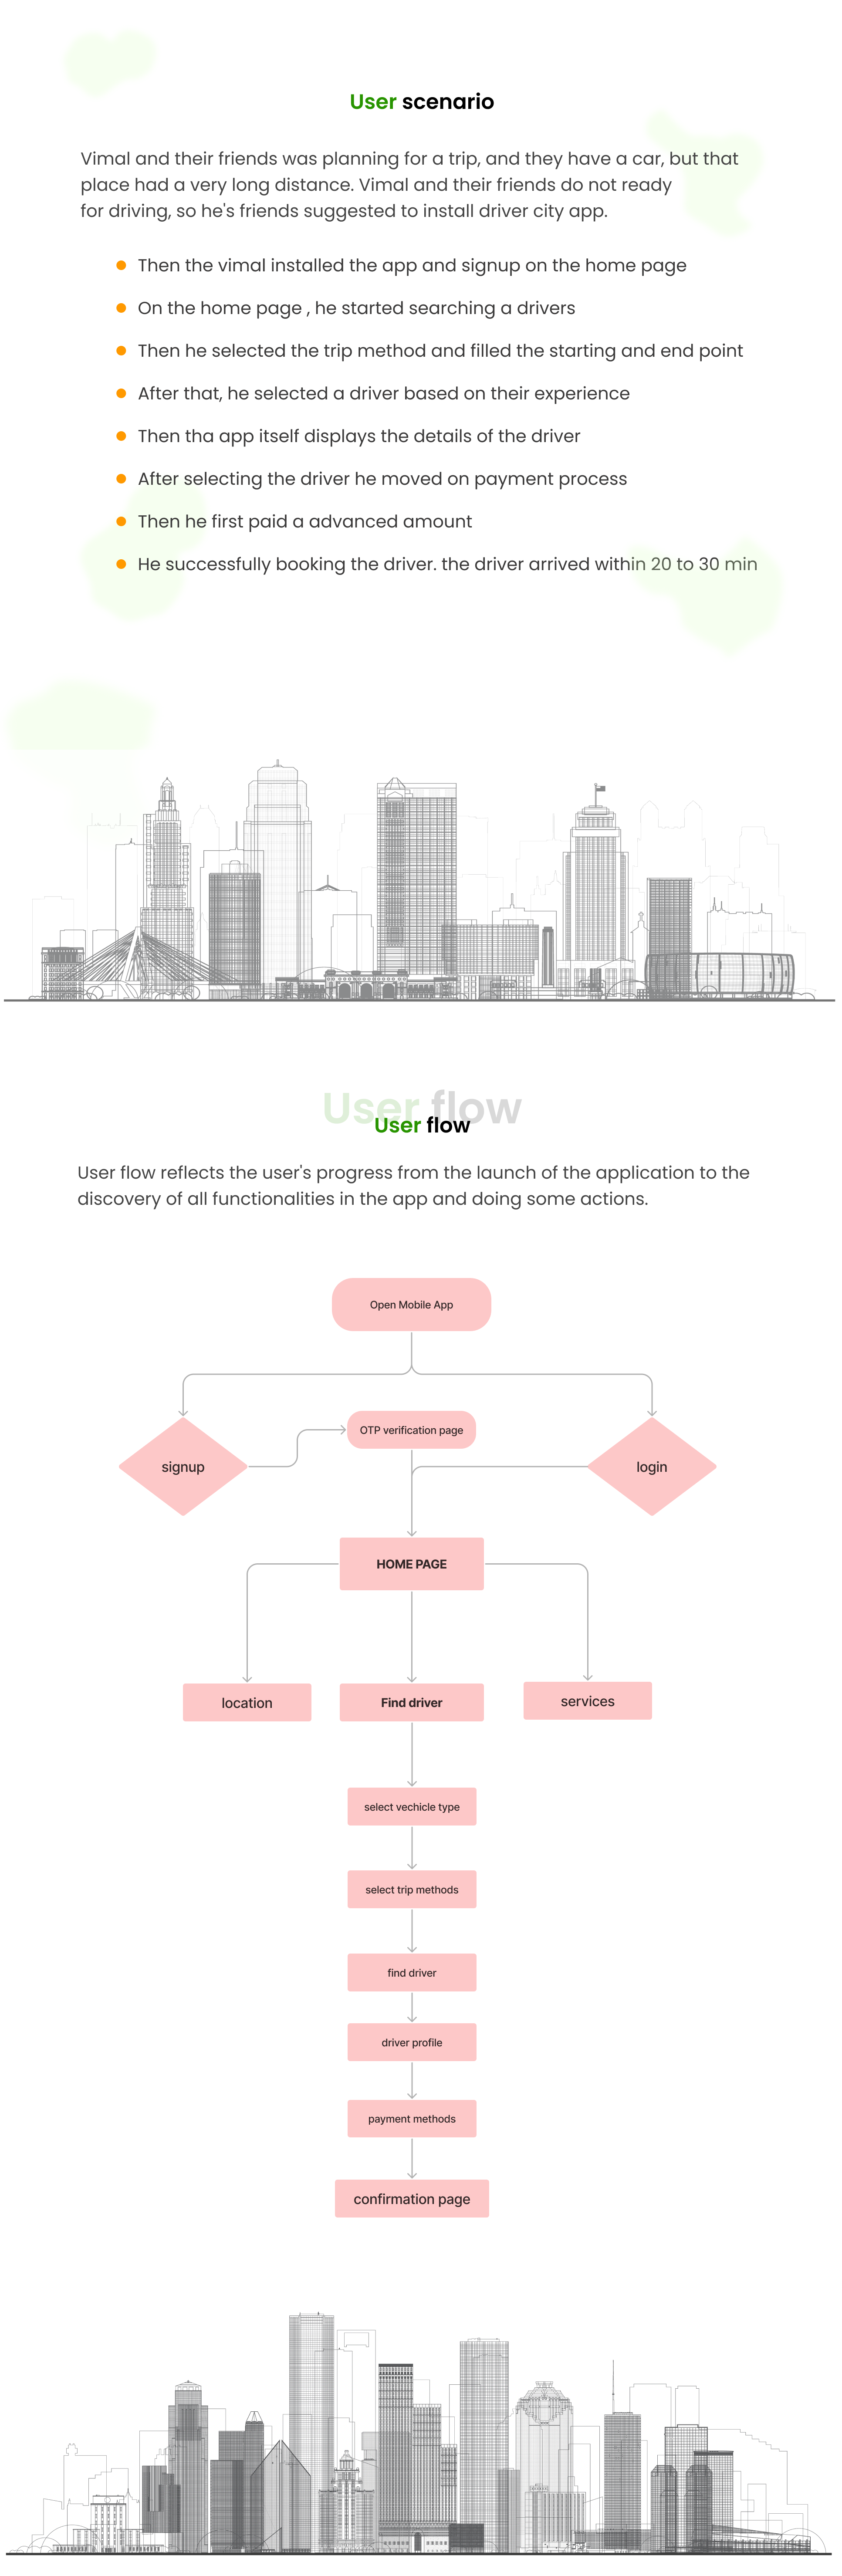 User scenario
Vimal and their friends was planning for a trip, and they have a car, but that
place had a very long distance. Vimal and their friends do not ready
for driving, so he's friends suggested to install driver city app.
Then the vimal installed the app and signup on the home page
On the home page , he started searching a drivers
Then he selected the trip method and filled the starting and end point
After that, he selected a driver based on their experience
Then tha app itself displays the details of the driver
After selecting the driver he moved on payment process
Then he first paid a advanced amount
He successfully booking the driver. the driver arrived within 20 to 30 min
User flow
User flow
User flow reflects the user's progress from the launch of the application to the
discovery of all functionalities in the app and doing some actions.
Open Mobile App
OTP verification page
signup
login
HOME PAGE
location
Find driver
services
select vechicle type
select trip methods
find driver
driver profile
payment methods
confirmation page